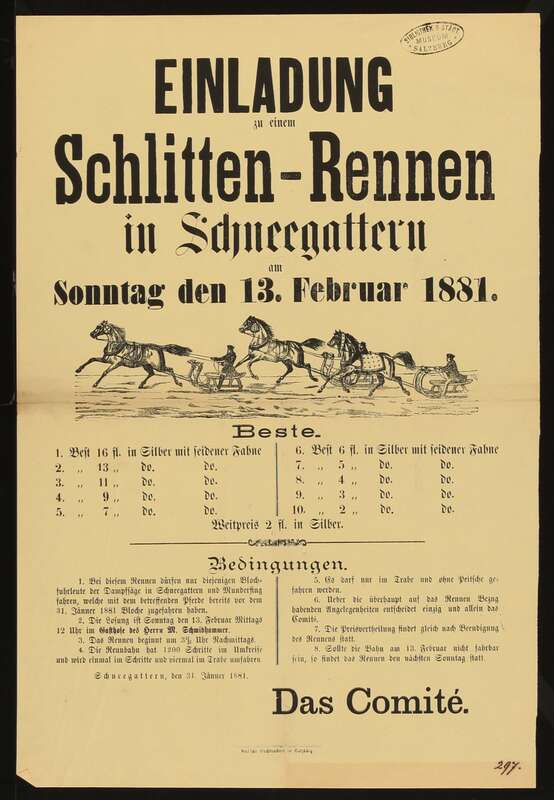 BIBLIOTHEK D. STÄDT.
MUSEUM
SALZBURG
EINLADUNG
zu einem
Schlitten-Rennen
in Schneegattern
am
Sonntag den 13. Februar 1881.
Beste.
1. Best 16 fl. in Silber mit seidener Fahne
2. „ 13 „ do. do.
3. „ 11 „ do. do.
4. „ 9 „ do. do.
5. „ 7 „ do. do.
6. Best 6 fl. in Silber mit seidener Fahne
7. „ 5 „ do. do.
8. „ 4 „ do. do.
9. „ 3 „ do. do.
10. „ 2 „ do. do.
Weitpreis 2 fl. in Silber.
Bedingungen.
1. Bei diesem Rennen dürfen nur diejenigen Bloch-
fuhrleute der Dampfsäge in Schneegattern und Munderfing
fahren, welche mit dem betreffenden Pferde bereits vor dem
31. Jänner 1881 Bloche zugefahren haben.
2. Die Losung ist Sonntag den 13. Februar Mittags
12 Uhr im Gasthofe des Herrn M. Schmidhammer.
3. Das Rennen beginnt um Uhr Nachmittags.
4. Die Rennbahn hat 1200 Schritte im Umkreise
und wird einmal im Schritte und viermal im Trabe umfahren.
5. Es darf nur im Trabe und ohne Peitsche ge-
fahren werden.
6. Ueber die überhaupt auf das Rennen Bezug
habenden Angelegenheiten entscheidet einzig und allein das
Comité.
7. Die Preisvertheilung findet gleich nach Beendigung
des Rennens statt.
8. Sollte die Bahn am 13. Februar nicht fahrbar
sein, so findet das Rennen den nächsten Sonntag statt.
Schneegattern, den 31. Jänner 1881.
Das Comité.
297.